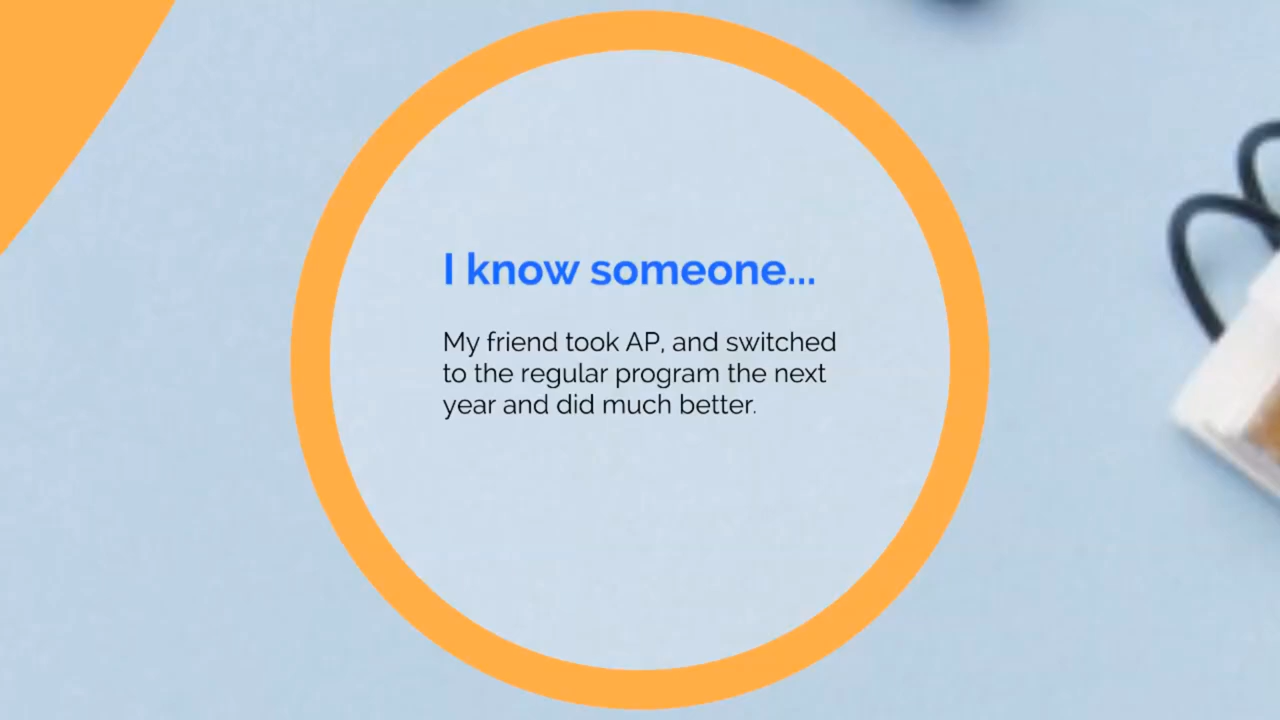 I know someone...
My friend took AP, and switched
to the regular program the next
year and did much better.